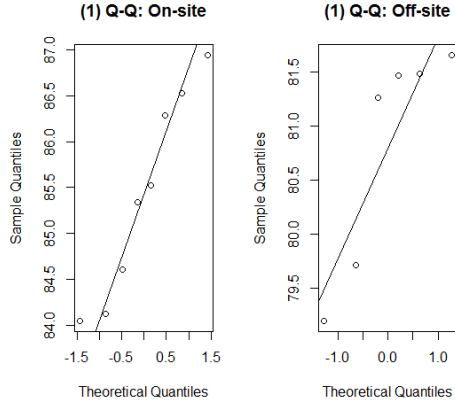 (1) Q-Q: On-site
Sample Quantiles
84.0 84.5 85.0 85.5 86.0 86.5 87.0
-1.5 -0.5 0.5 1.5
Theoretical Quantiles
(1) Q-Q: Off-site
Sample Quantiles
79.5 80.0 80.5 81.0 81.5
-1.0 0.0 1.0
Theoretical Quantiles